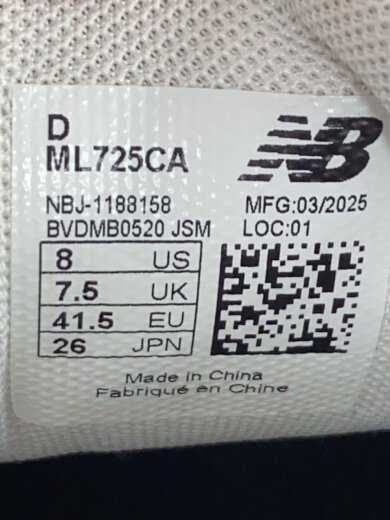 D
ML725CA
NB
NBJ-1188158
MFG:03/2025
BVDMB0520 JSM
LOC:01
8 US
7.5 UK
41.5 EU
26 JPN
Made in China
Fabriqué en Chine